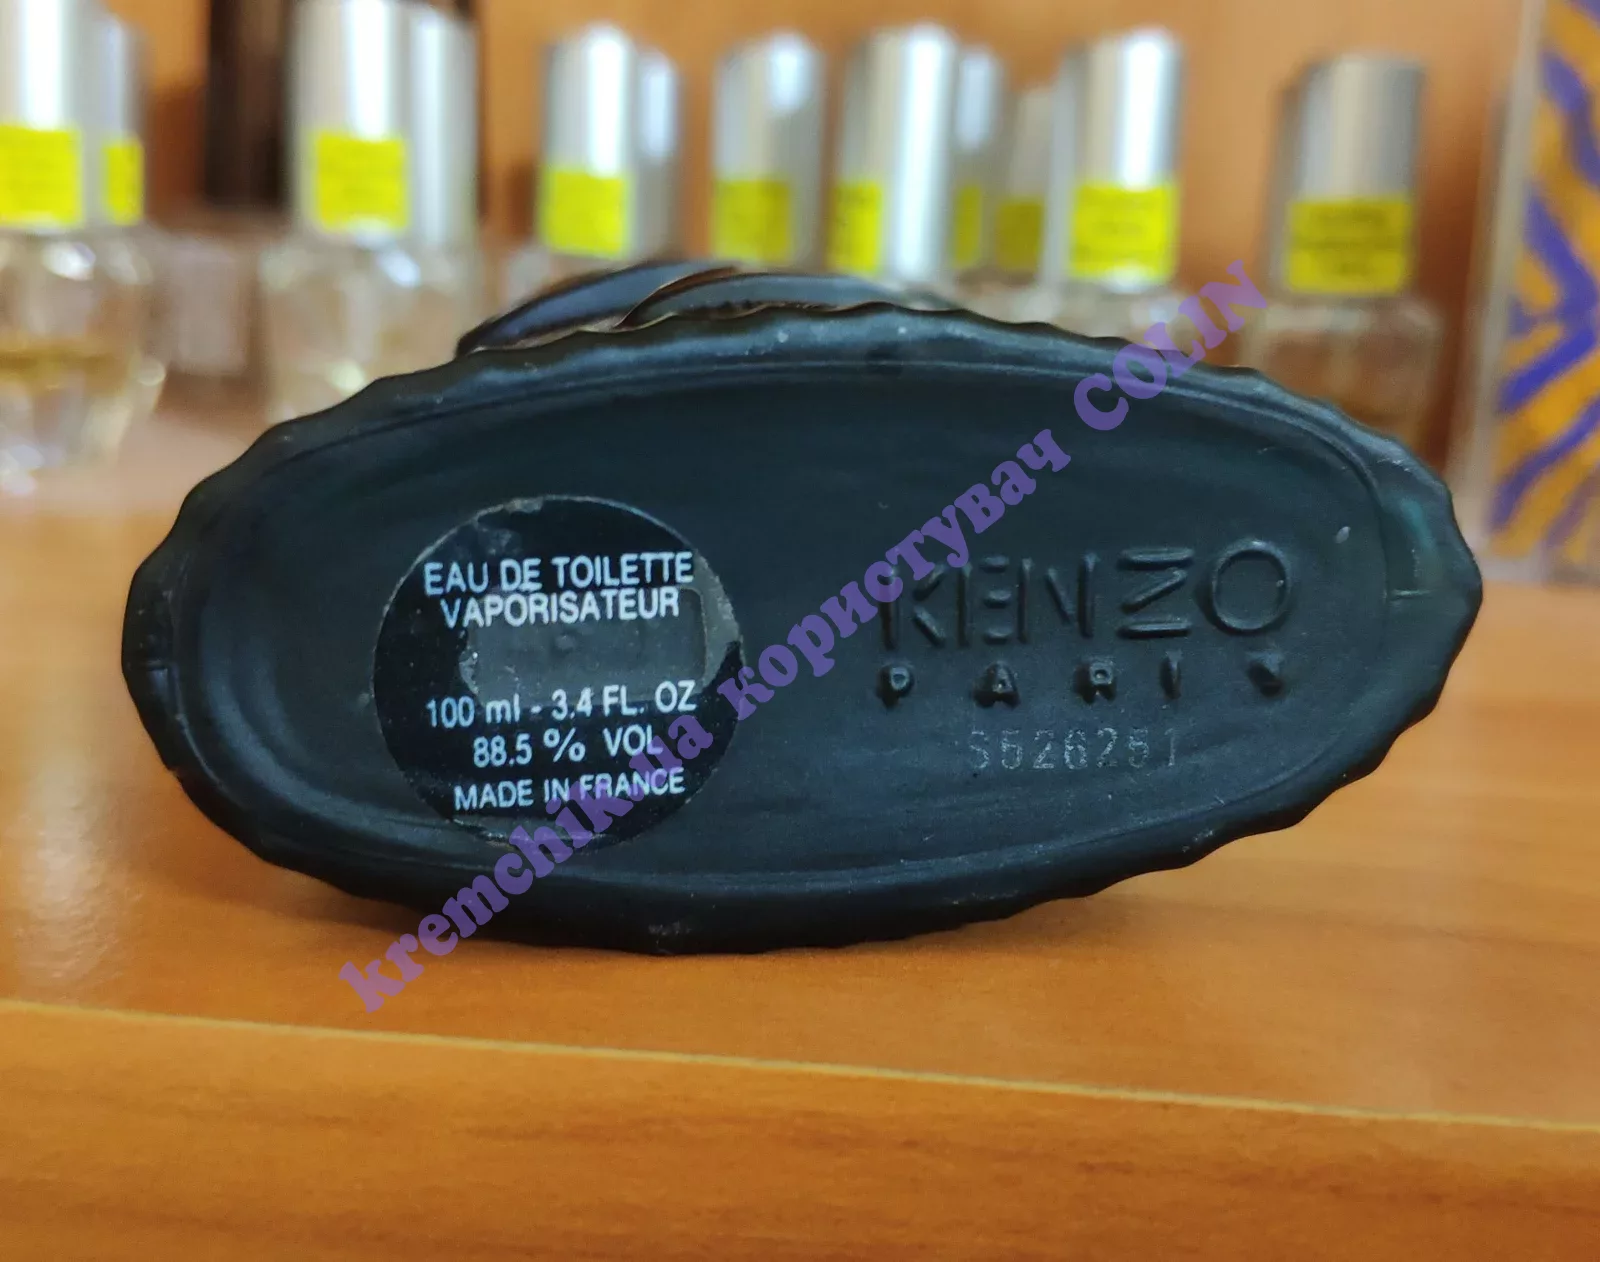 EAU DE TOILETTE
VAPORISATEUR
100 ml - 3.4 FL. OZ
88.5 % VOL
MADE IN FRANCE
KENZO
PARIS
S526251
kremchik.ua користувач COLIN